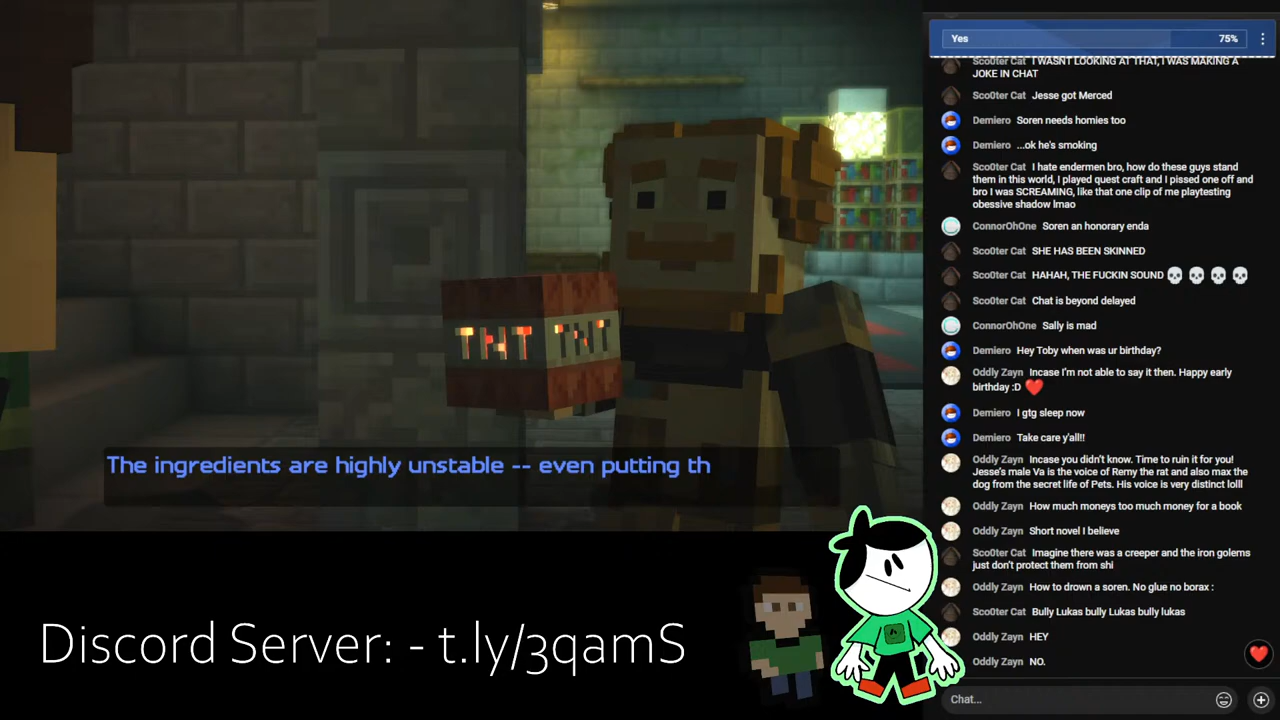 Yes 75%
Sco0ter Cat I WASNT LOOKING AT THAT, I WAS MAKING A
JOKE IN CHAT
Sco0ter Cat Jesse got Merced
Demiero Soren needs homies too
Demiero ...ok he's smoking
Sco0ter Cat I hate endermen bro, how do these guys stand
them in this world, I played quest craft and I pissed one off and
bro I was SCREAMING, like that one clip of me playtesting
obessive shadow lmao
ConnorOhOne Soren an honorary enda
Sco0ter Cat SHE HAS BEEN SKINNED
Sco0ter Cat HAHAH, THE FUCKIN SOUND 💀 💀 💀 💀
Sco0ter Cat Chat is beyond delayed
ConnorOhOne Sally is mad
Demiero Hey Toby when was ur birthday?
Oddly Zayn Incase I'm not able to say it then. Happy early
birthday :D ❤️
Demiero I gtg sleep now
Demiero Take care y'all!!
Oddly Zayn Incase you didn't know. Time to ruin it for you!
Jesse's male Va is the voice of Remy the rat and also max the
dog from the secret life of Pets. His voice is very distinct lolll
Oddly Zayn How much moneys too much money for a book
Oddly Zayn Short novel I believe
Sco0ter Cat Imagine there was a creeper and the iron golems
just don't protect them from shi
Oddly Zayn How to drown a soren. No glue no borax :
Sco0ter Cat Bully Lukas bully Lukas bully lukas
Oddly Zayn HEY
Oddly Zayn NO.
Chat...
TNT TNT
The ingredients are highly unstable -- even putting th
Discord Server: - t.ly/3qamS